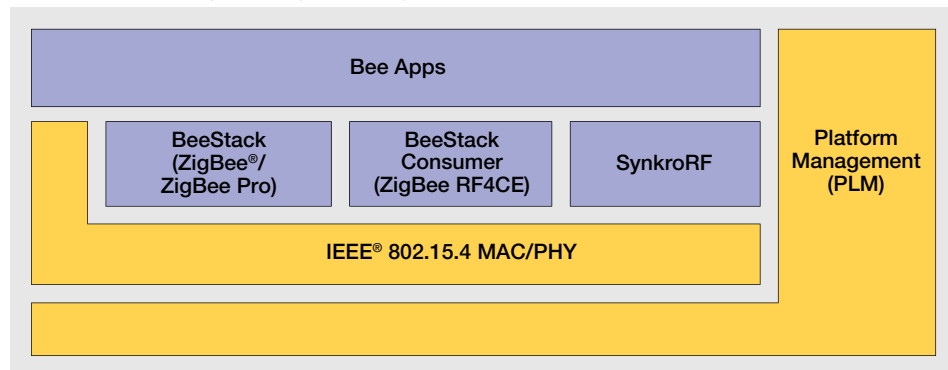 Bee Apps
BeeStack
(ZigBee®/
ZigBee Pro)
BeeStack
Consumer
(ZigBee RF4CE)
SynkroRF
Platform
Management
(PLM)
IEEE® 802.15.4 MAC/PHY